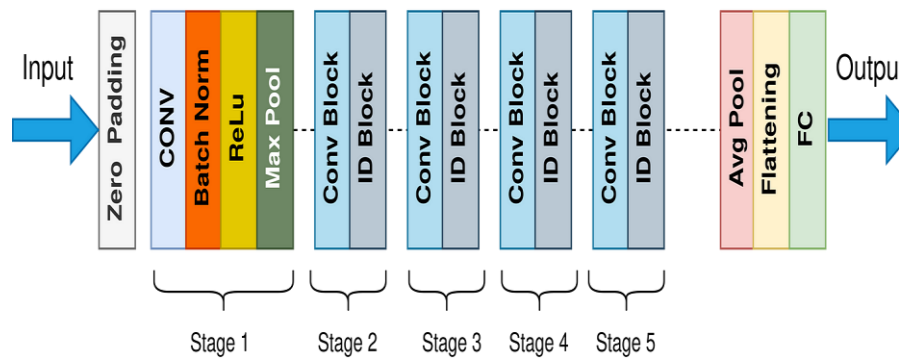 Input
Zero Padding
CONV
Batch Norm
ReLu
Max Pool
Conv Block
ID Block
Conv Block
ID Block
Conv Block
ID Block
Conv Block
ID Block
Avg Pool
Flattening
FC
Output
Stage 1
Stage 2
Stage 3
Stage 4
Stage 5